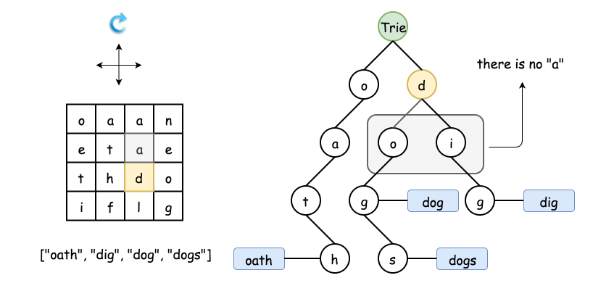 Trie
there is no "a"
o
d
o a a n
e t a e
t h d o
i f l g
a
o
i
t
g
dog
g
dig
["oath", "dig", "dog", "dogs"]
oath
h
s
dogs